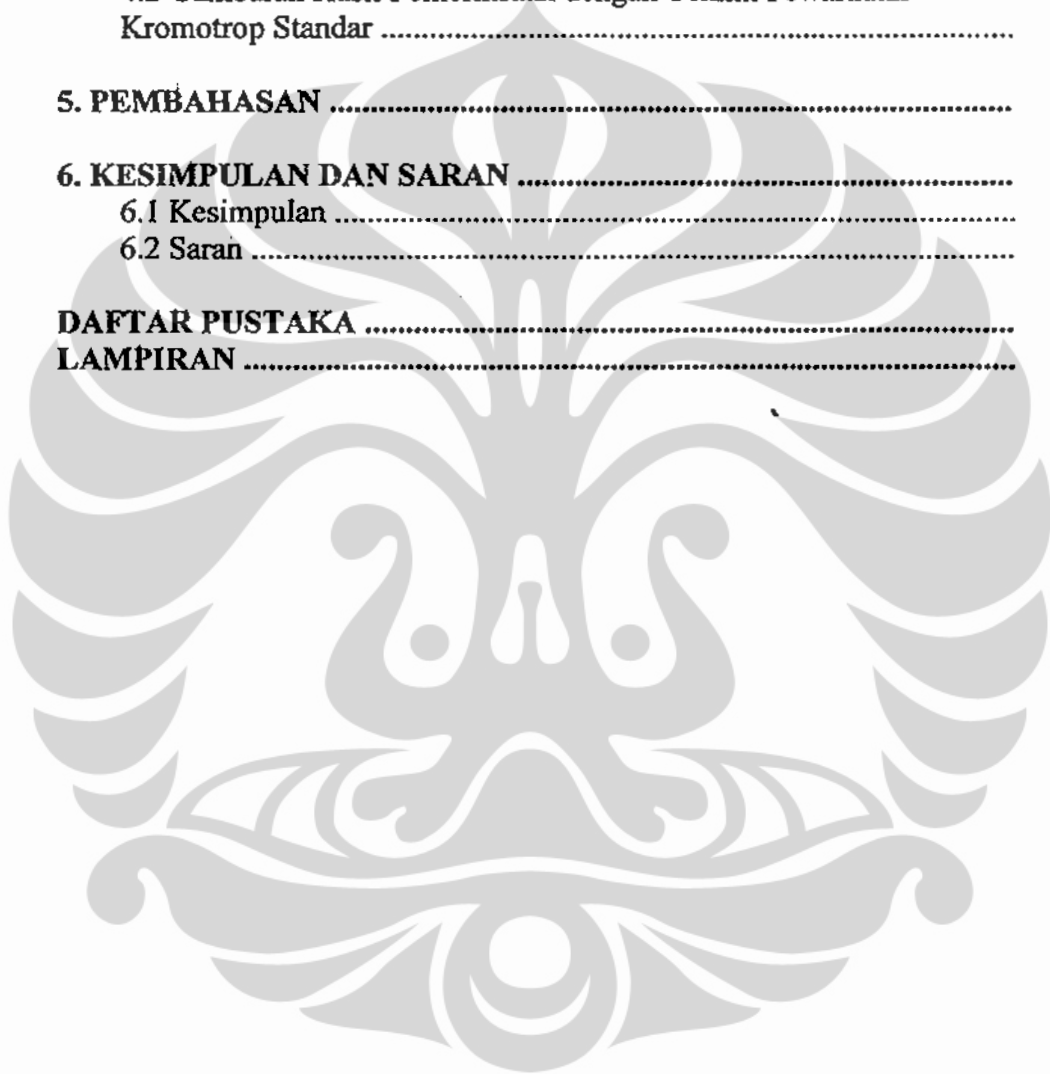 Kromotrop Standar ..........................................................................
5. PEMBAHASAN ................................................................................
6. KESIMPULAN DAN SARAN ..........................................................
6.1 Kesimpulan ................................................................................
6.2 Saran ..........................................................................................
DAFTAR PUSTAKA ............................................................................
LAMPIRAN ..........................................................................................